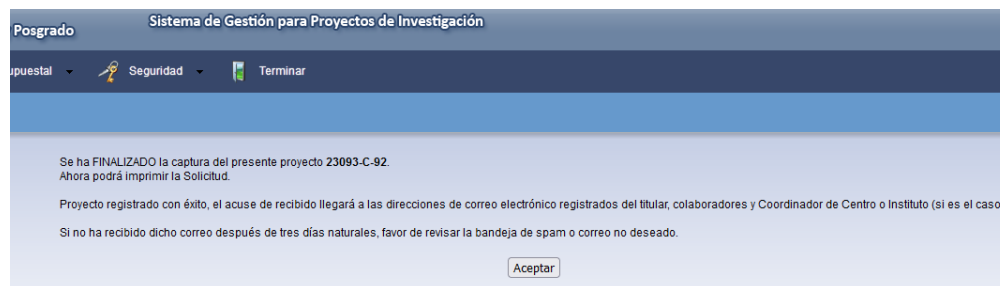 Sistema de Gestión para Proyectos de Investigación
Posgrado
upuestal Seguridad Terminar
Se ha FINALIZADO la captura del presente proyecto 23093-C-92.
Ahora podrá imprimir la Solicitud.
Proyecto registrado con éxito, el acuse de recibido llegará a las direcciones de correo electrónico registrados del titular, colaboradores y Coordinador de Centro o Instituto (si es el caso
Si no ha recibido dicho correo después de tres días naturales, favor de revisar la bandeja de spam o correo no deseado.
Aceptar